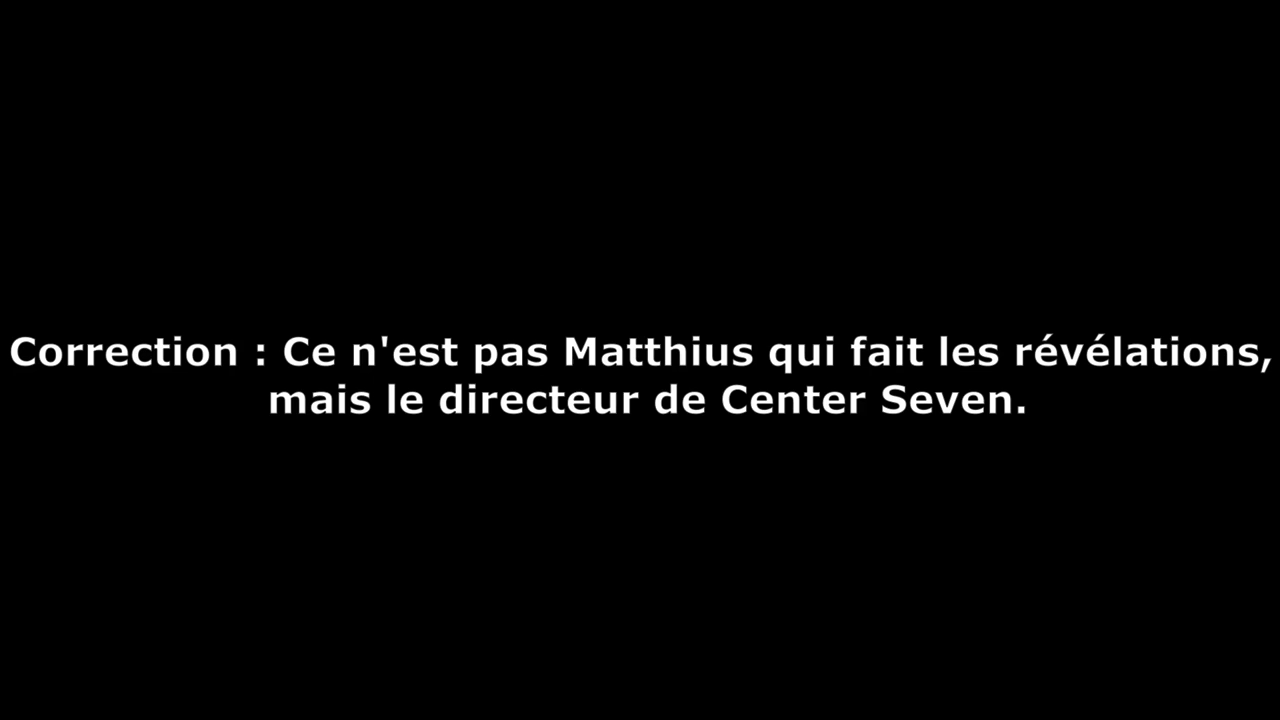 Correction : Ce n'est pas Matthius qui fait les révélations,
mais le directeur de Center Seven.